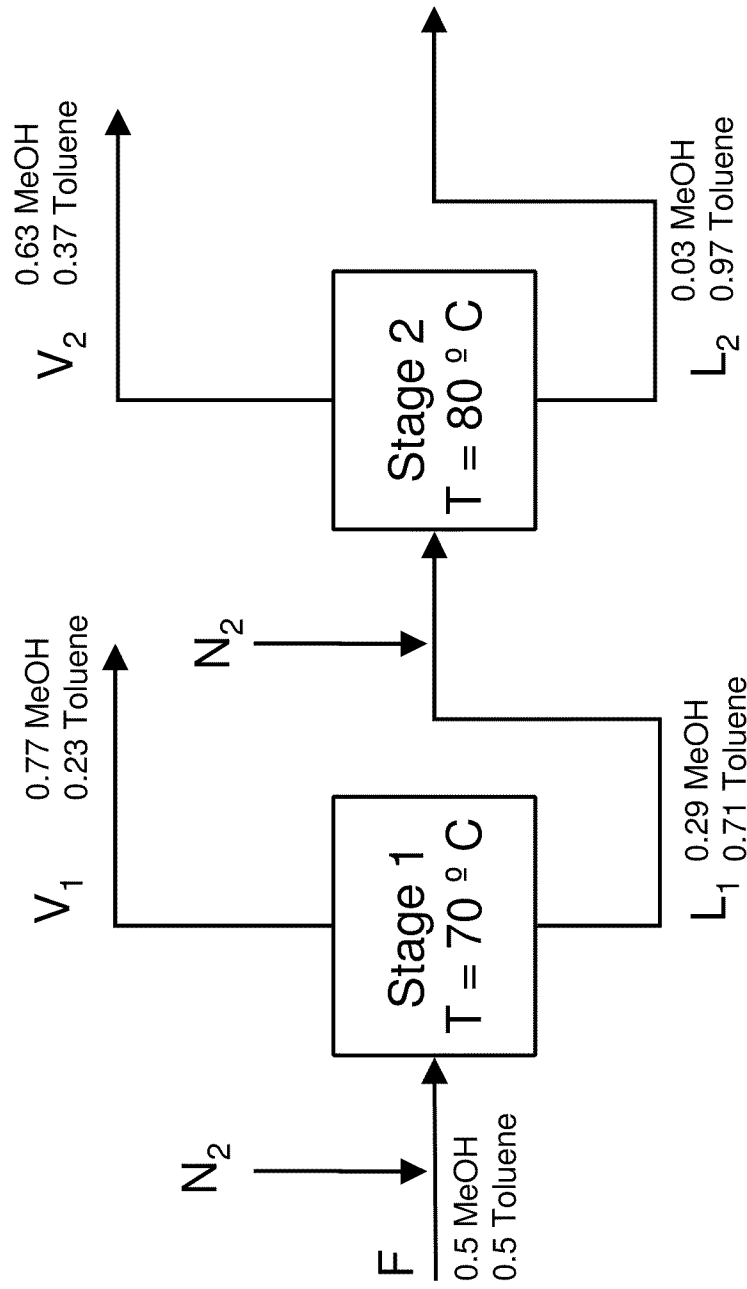 V₁
0.77 MeOH
0.23 Toluene
V₂
0.63 MeOH
0.37 Toluene
N₂
N₂
F
0.5 MeOH
0.5 Toluene
Stage 1
T = 70 º C
Stage 2
T = 80 º C
L₁
0.29 MeOH
0.71 Toluene
L₂
0.03 MeOH
0.97 Toluene